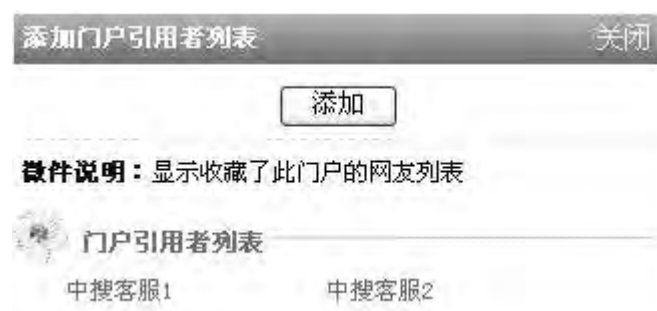 添加门户引用者列表 关闭
添加
微件说明：显示收藏了此门户的网友列表
门户引用者列表
中搜客服1 中搜客服2